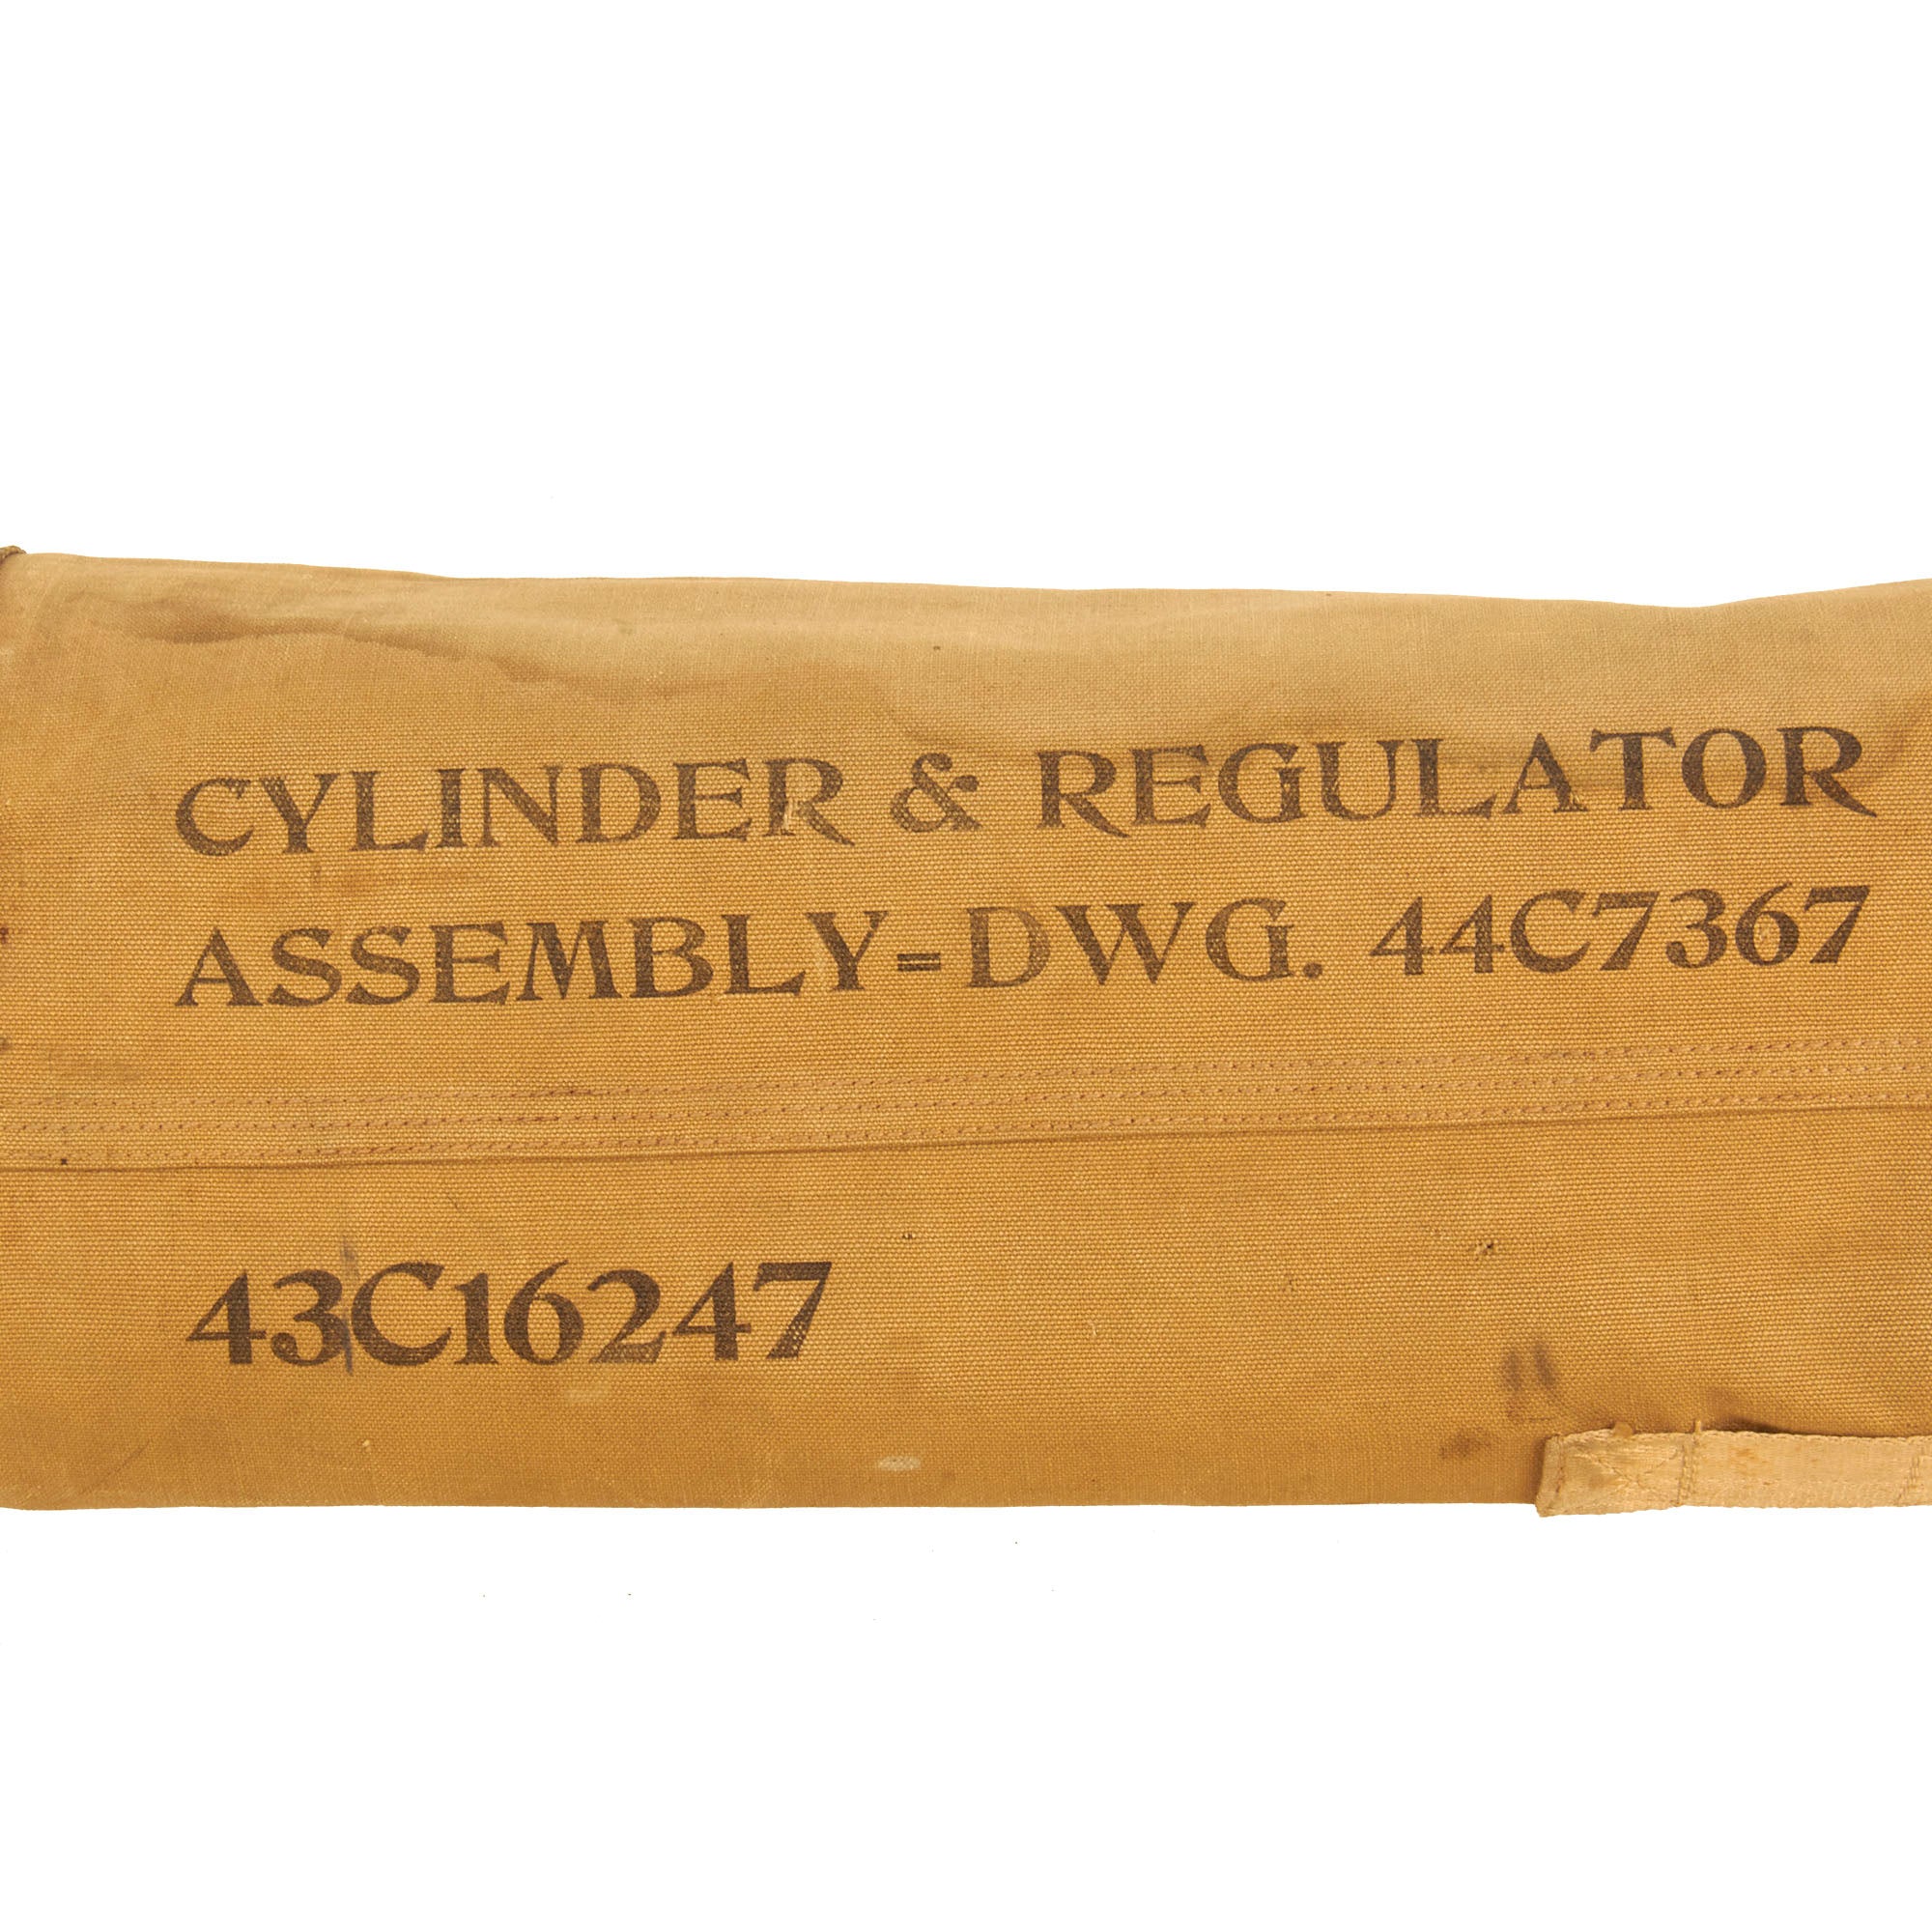 CYLINDER & REGULATOR
ASSEMBLY=DWG. 44C7367
43C16247